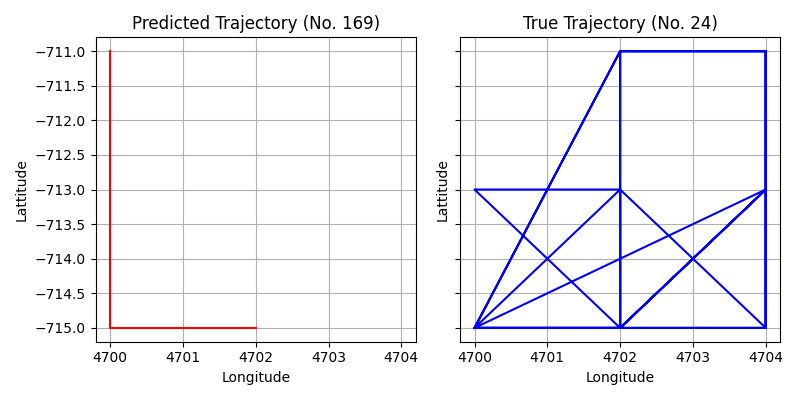 Predicted Trajectory (No. 169)
Lattitude
−711.0
−711.5
−712.0
−712.5
−713.0
−713.5
−714.0
−714.5
−715.0
4700 4701 4702 4703 4704
Longitude
True Trajectory (No. 24)
Lattitude
4700 4701 4702 4703 4704
Longitude